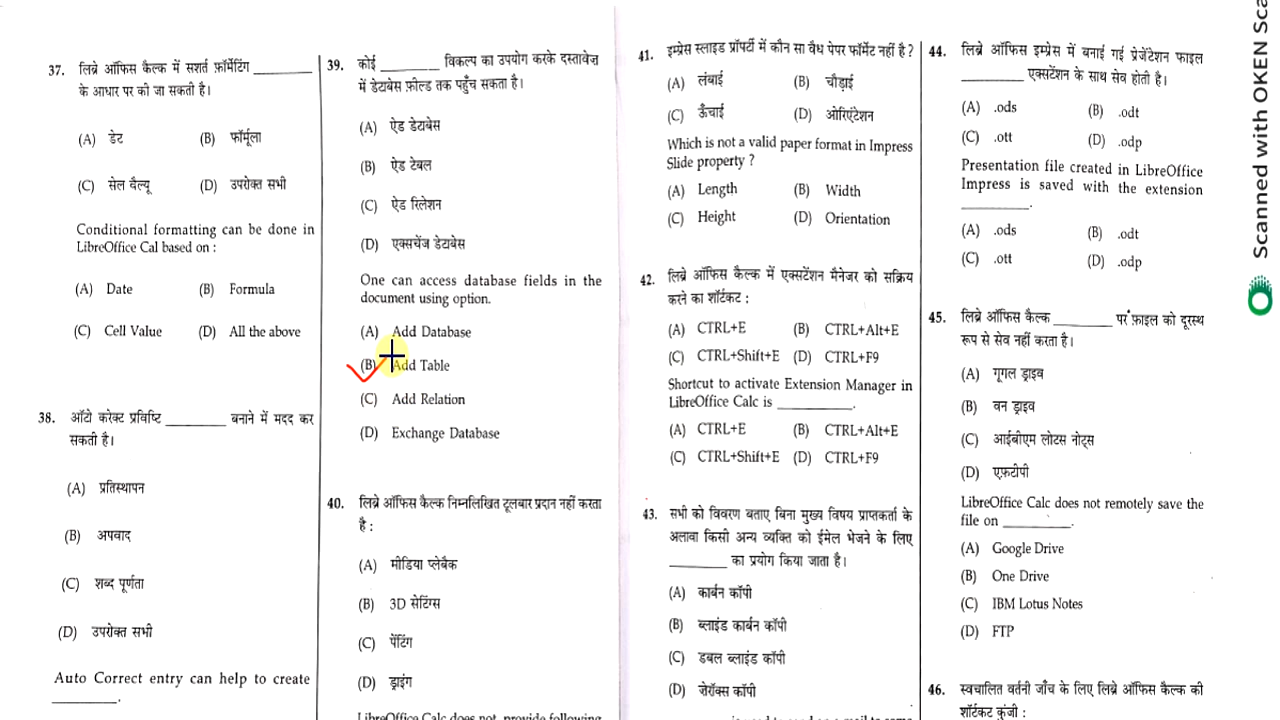 37. लिब्रे ऑफिस कैल्क में सशर्त फ़ॉर्मेटिंग ________
के आधार पर की जा सकती है।
(A) डेट (B) फॉर्मूला
(C) सेल वैल्यू (D) उपरोक्त सभी
Conditional formatting can be done in
LibreOffice Cal based on :
(A) Date (B) Formula
(C) Cell Value (D) All the above
38. ऑटो करेक्ट प्रविष्टि ________ बनाने में मदद कर
सकती है।
(A) प्रतिस्थापन
(B) अपवाद
(C) शब्द पूर्णता
(D) उपरोक्त सभी
Auto Correct entry can help to create
________.
39. कोई ________ विकल्प का उपयोग करके दस्तावेज़
में डेटाबेस फ़ील्ड तक पहुँच सकता है।
(A) ऐड डेटाबेस
(B) ऐड टेबल
(C) ऐड रिलेशन
(D) एक्सचेंज डेटाबेस
One can access database fields in the
document using option.
(A) Add Database
(B) Add Table
(C) Add Relation
(D) Exchange Database
40. लिब्रे ऑफिस कैल्क निम्नलिखित टूलबार प्रदान नहीं करता
है :
(A) मीडिया प्लेबैक
(B) 3D सेटिंग्स
(C) पेंटिंग
(D) ड्राइंग
LibreOffice Calc does not provide following
41. इम्प्रेस स्लाइड प्रॉपर्टी में कौन सा वैध पेपर फॉर्मेट नहीं है ?
(A) लंबाई (B) चौड़ाई
(C) ऊँचाई (D) ओरिएंटेशन
Which is not a valid paper format in Impress
Slide property ?
(A) Length (B) Width
(C) Height (D) Orientation
42. लिब्रे ऑफिस कैल्क में एक्सटेंशन मैनेजर को सक्रिय
करने का शॉर्टकट :
(A) CTRL+E (B) CTRL+Alt+E
(C) CTRL+Shift+E (D) CTRL+F9
Shortcut to activate Extension Manager in
LibreOffice Calc is ________.
(A) CTRL+E (B) CTRL+Alt+E
(C) CTRL+Shift+E (D) CTRL+F9
43. सभी को विवरण बताए बिना मुख्य विषय प्राप्तकर्ता के
अलावा किसी अन्य व्यक्ति को ईमेल भेजने के लिए
________ का प्रयोग किया जाता है।
(A) कार्बन कॉपी
(B) ब्लाइंड कार्बन कॉपी
(C) डबल ब्लाइंड कॉपी
(D) ज़ेरॉक्स कॉपी
44. लिब्रे ऑफिस इम्प्रेस में बनाई गई प्रेजेंटेशन फाइल
________ एक्सटेंशन के साथ सेव होती है।
(A) .ods (B) .odt
(C) .ott (D) .odp
Presentation file created in LibreOffice
Impress is saved with the extension
________.
(A) .ods (B) .odt
(C) .ott (D) .odp
45. लिब्रे ऑफिस कैल्क ________ पर फ़ाइल को दूरस्थ
रूप से सेव नहीं करता है।
(A) गूगल ड्राइव
(B) वन ड्राइव
(C) आईबीएम लोटस नोट्स
(D) एफ़टीपी
LibreOffice Calc does not remotely save the
file on ________.
(A) Google Drive
(B) One Drive
(C) IBM Lotus Notes
(D) FTP
46. स्वचालित वर्तनी जाँच के लिए लिब्रे ऑफिस कैल्क की
शॉर्टकट कुंजी :
Scanned with OKEN Sca